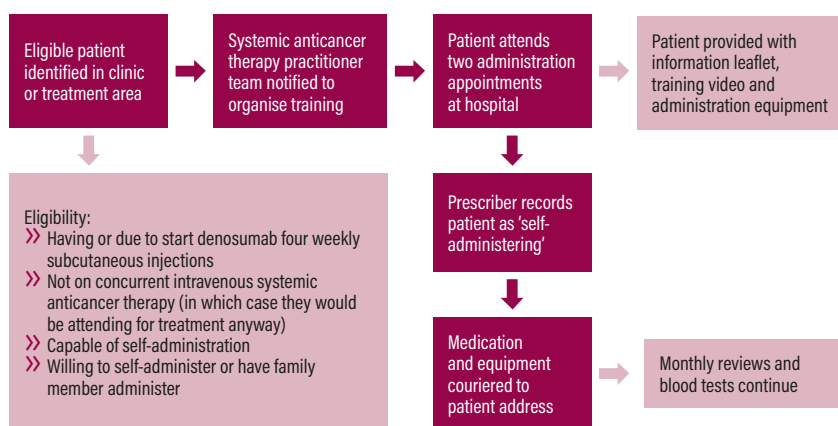 Eligible patient
identified in clinic
or treatment area
Systemic anticancer
therapy practitioner
team notified to
organise training
Patient attends
two administration
appointments
at hospital
Patient provided with
information leaflet,
training video and
administration equipment
Eligibility:
» Having or due to start denosumab four weekly
subcutaneous injections
» Not on concurrent intravenous systemic
anticancer therapy (in which case they would
be attending for treatment anyway)
» Capable of self-administration
» Willing to self-administer or have family
member administer
Prescriber records
patient as ‘self-
administering’
Medication
and equipment
couriered to
patient address
Monthly reviews and
blood tests continue